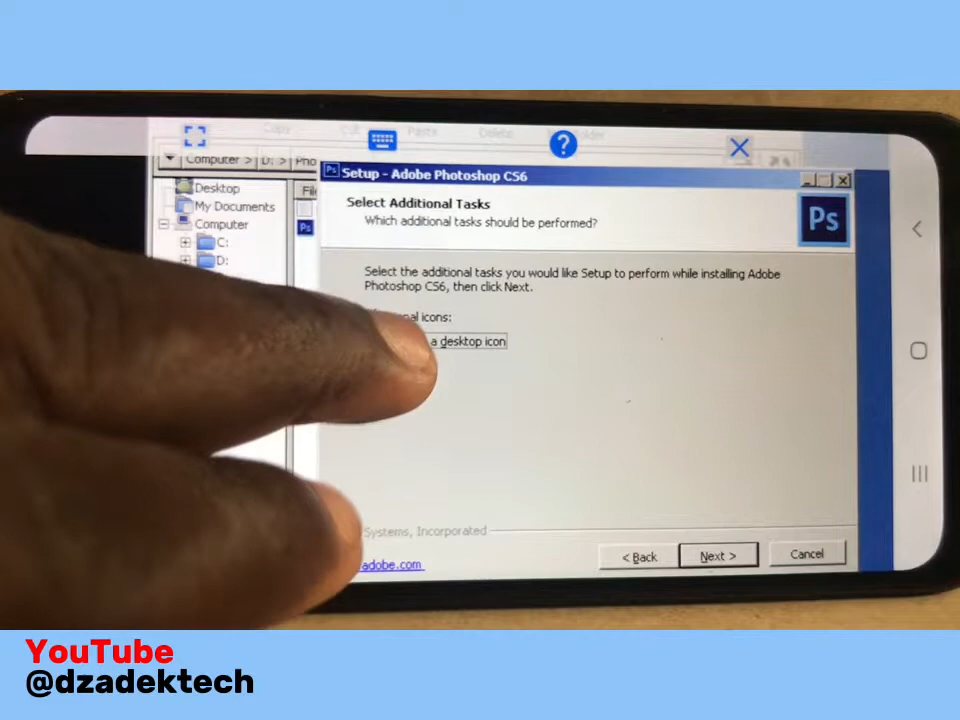 Copy Cut Paste Delete
Computer > D: > Pho
Setup - Adobe Photoshop CS6
Desktop
My Documents
Computer
C:
D:
Ps
Select Additional Tasks
Which additional tasks should be performed?
Ps
Select the additional tasks you would like Setup to perform while installing Adobe
Photoshop CS6, then click Next.
icons:
a desktop icon
Systems, Incorporated
adobe.com
< Back
Next >
Cancel
YouTube
@dzadektech